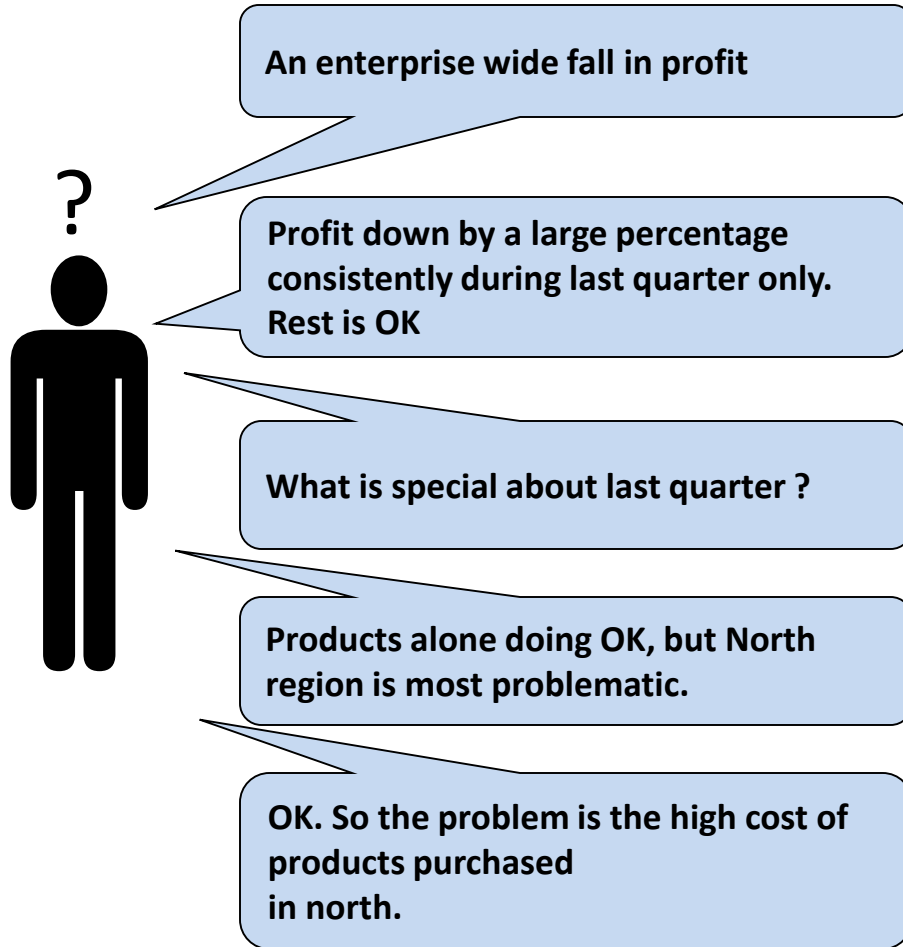 An enterprise wide fall in profit
?
Profit down by a large percentage
consistently during last quarter only.
Rest is OK
What is special about last quarter ?
Products alone doing OK, but North
region is most problematic.
OK. So the problem is the high cost of
products purchased
in north.